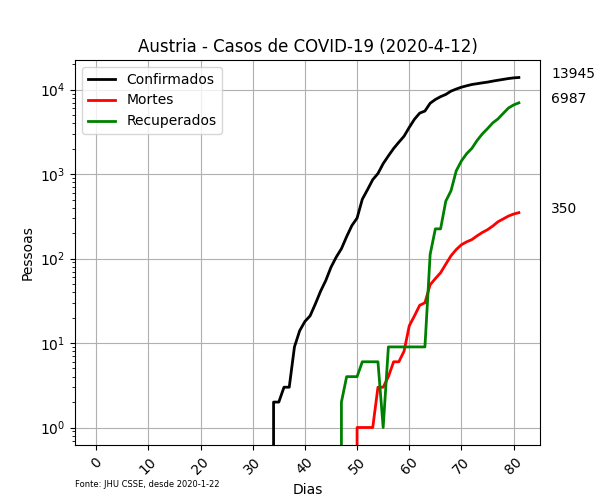 Austria - Casos de COVID-19 (2020-4-12)
Confirmados
Mortes
Recuperados
13945
6987
350
Pessoas
10⁴
10³
10²
10¹
10⁰
0 10 20 30 40 50 60 70 80
Dias
Fonte: JHU CSSE, desde 2020-1-22